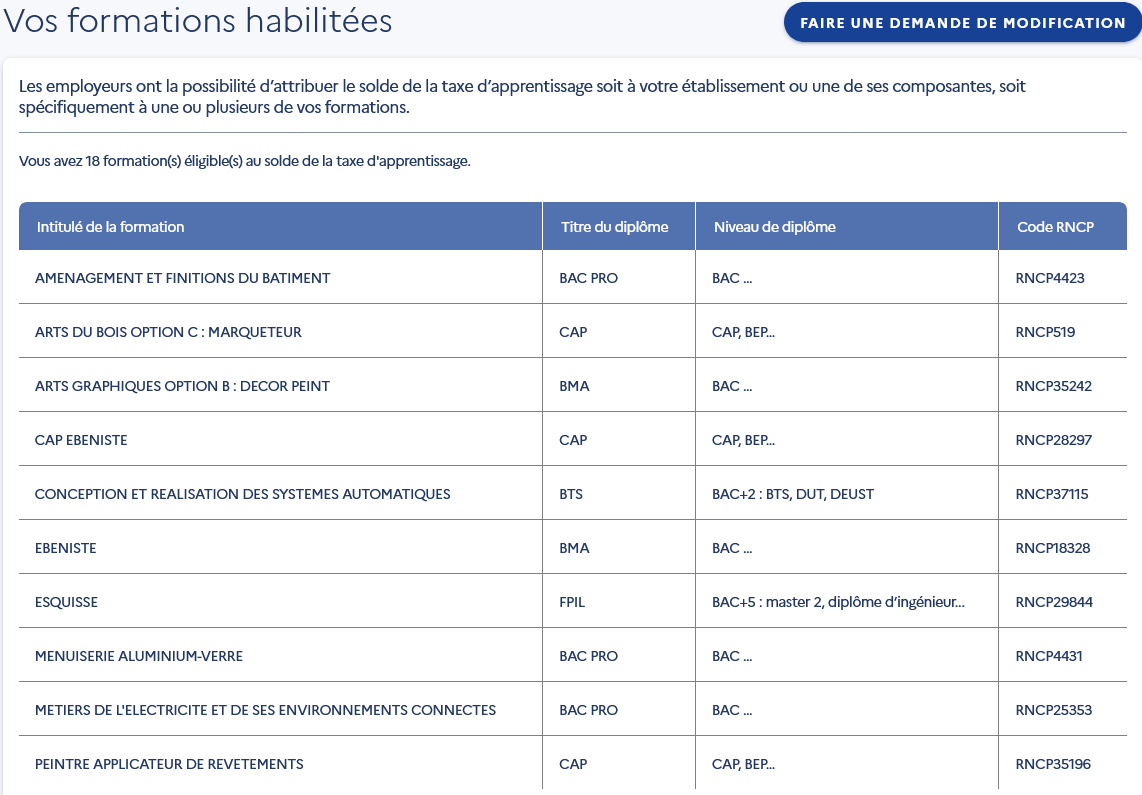 Vos formations habilitées
FAIRE UNE DEMANDE DE MODIFICATION
Les employeurs ont la possibilité d’attribuer le solde de la taxe d’apprentissage soit à votre établissement ou une de ses composantes, soit
spécifiquement à une ou plusieurs de vos formations.
Vous avez 18 formation(s) éligible(s) au solde de la taxe d'apprentissage.
Intitulé de la formation Titre du diplôme Niveau de diplôme Code RNCP
AMENAGEMENT ET FINITIONS DU BATIMENT BAC PRO BAC ... RNCP4423
ARTS DU BOIS OPTION C : MARQUETEUR CAP CAP, BEP... RNCP519
ARTS GRAPHIQUES OPTION B : DECOR PEINT BMA BAC ... RNCP35242
CAP EBENISTE CAP CAP, BEP... RNCP28297
CONCEPTION ET REALISATION DES SYSTEMES AUTOMATIQUES BTS BAC+2 : BTS, DUT, DEUST RNCP37115
EBENISTE BMA BAC ... RNCP18328
ESQUISSE FPIL BAC+5 : master 2, diplôme d’ingénieur... RNCP29844
MENUISERIE ALUMINIUM-VERRE BAC PRO BAC ... RNCP4431
METIERS DE L'ELECTRICITE ET DE SES ENVIRONNEMENTS CONNECTES BAC PRO BAC ... RNCP25353
PEINTRE APPLICATEUR DE REVETEMENTS CAP CAP, BEP... RNCP35196